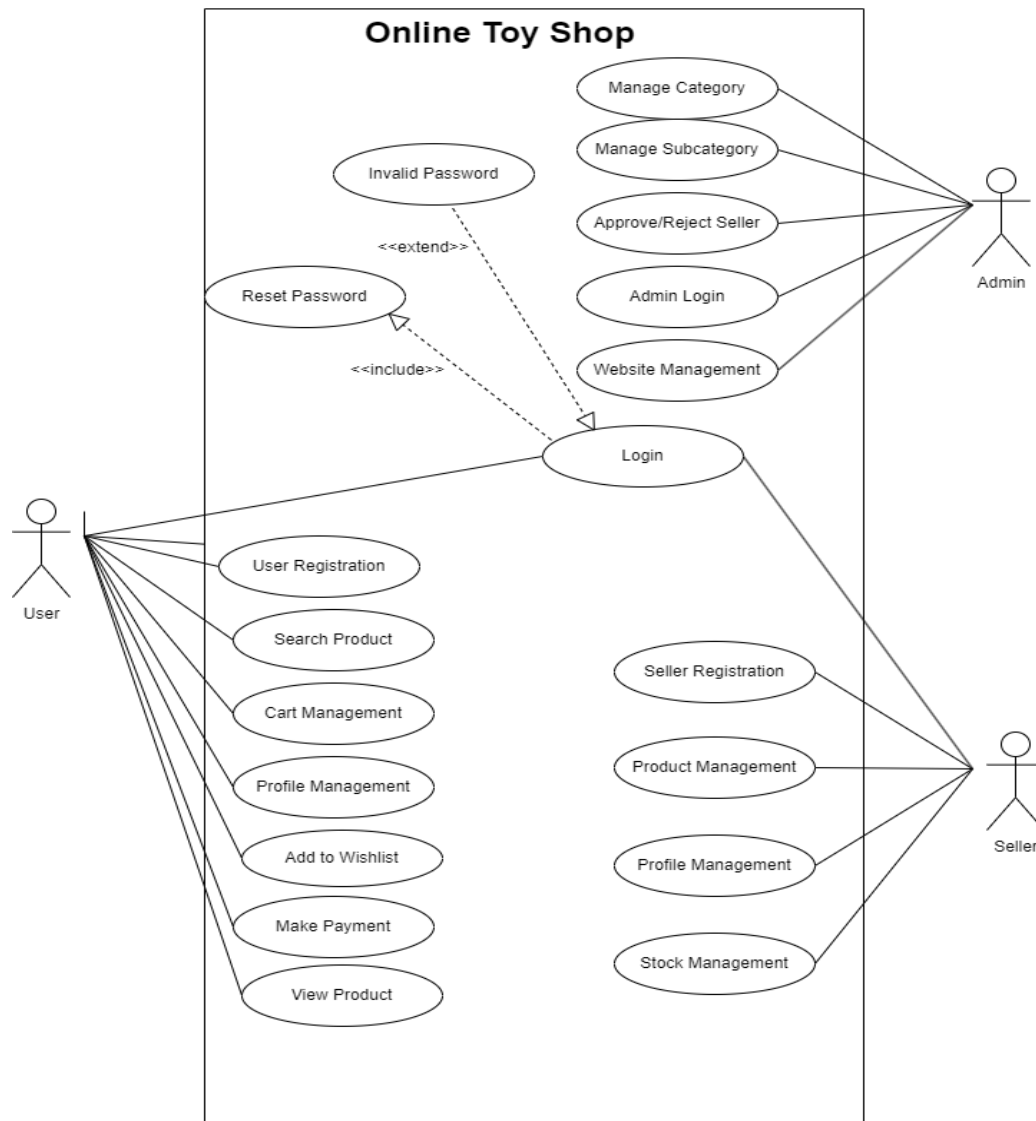 Online Toy Shop
Manage Category
Manage Subcategory
Invalid Password
Approve/Reject Seller
<<extend>>
Admin
Reset Password
Admin Login
<<include>>
Website Management
Login
User Registration
User
Search Product
Seller Registration
Cart Management
Product Management
Profile Management
Seller
Add to Wishlist
Profile Management
Make Payment
Stock Management
View Product